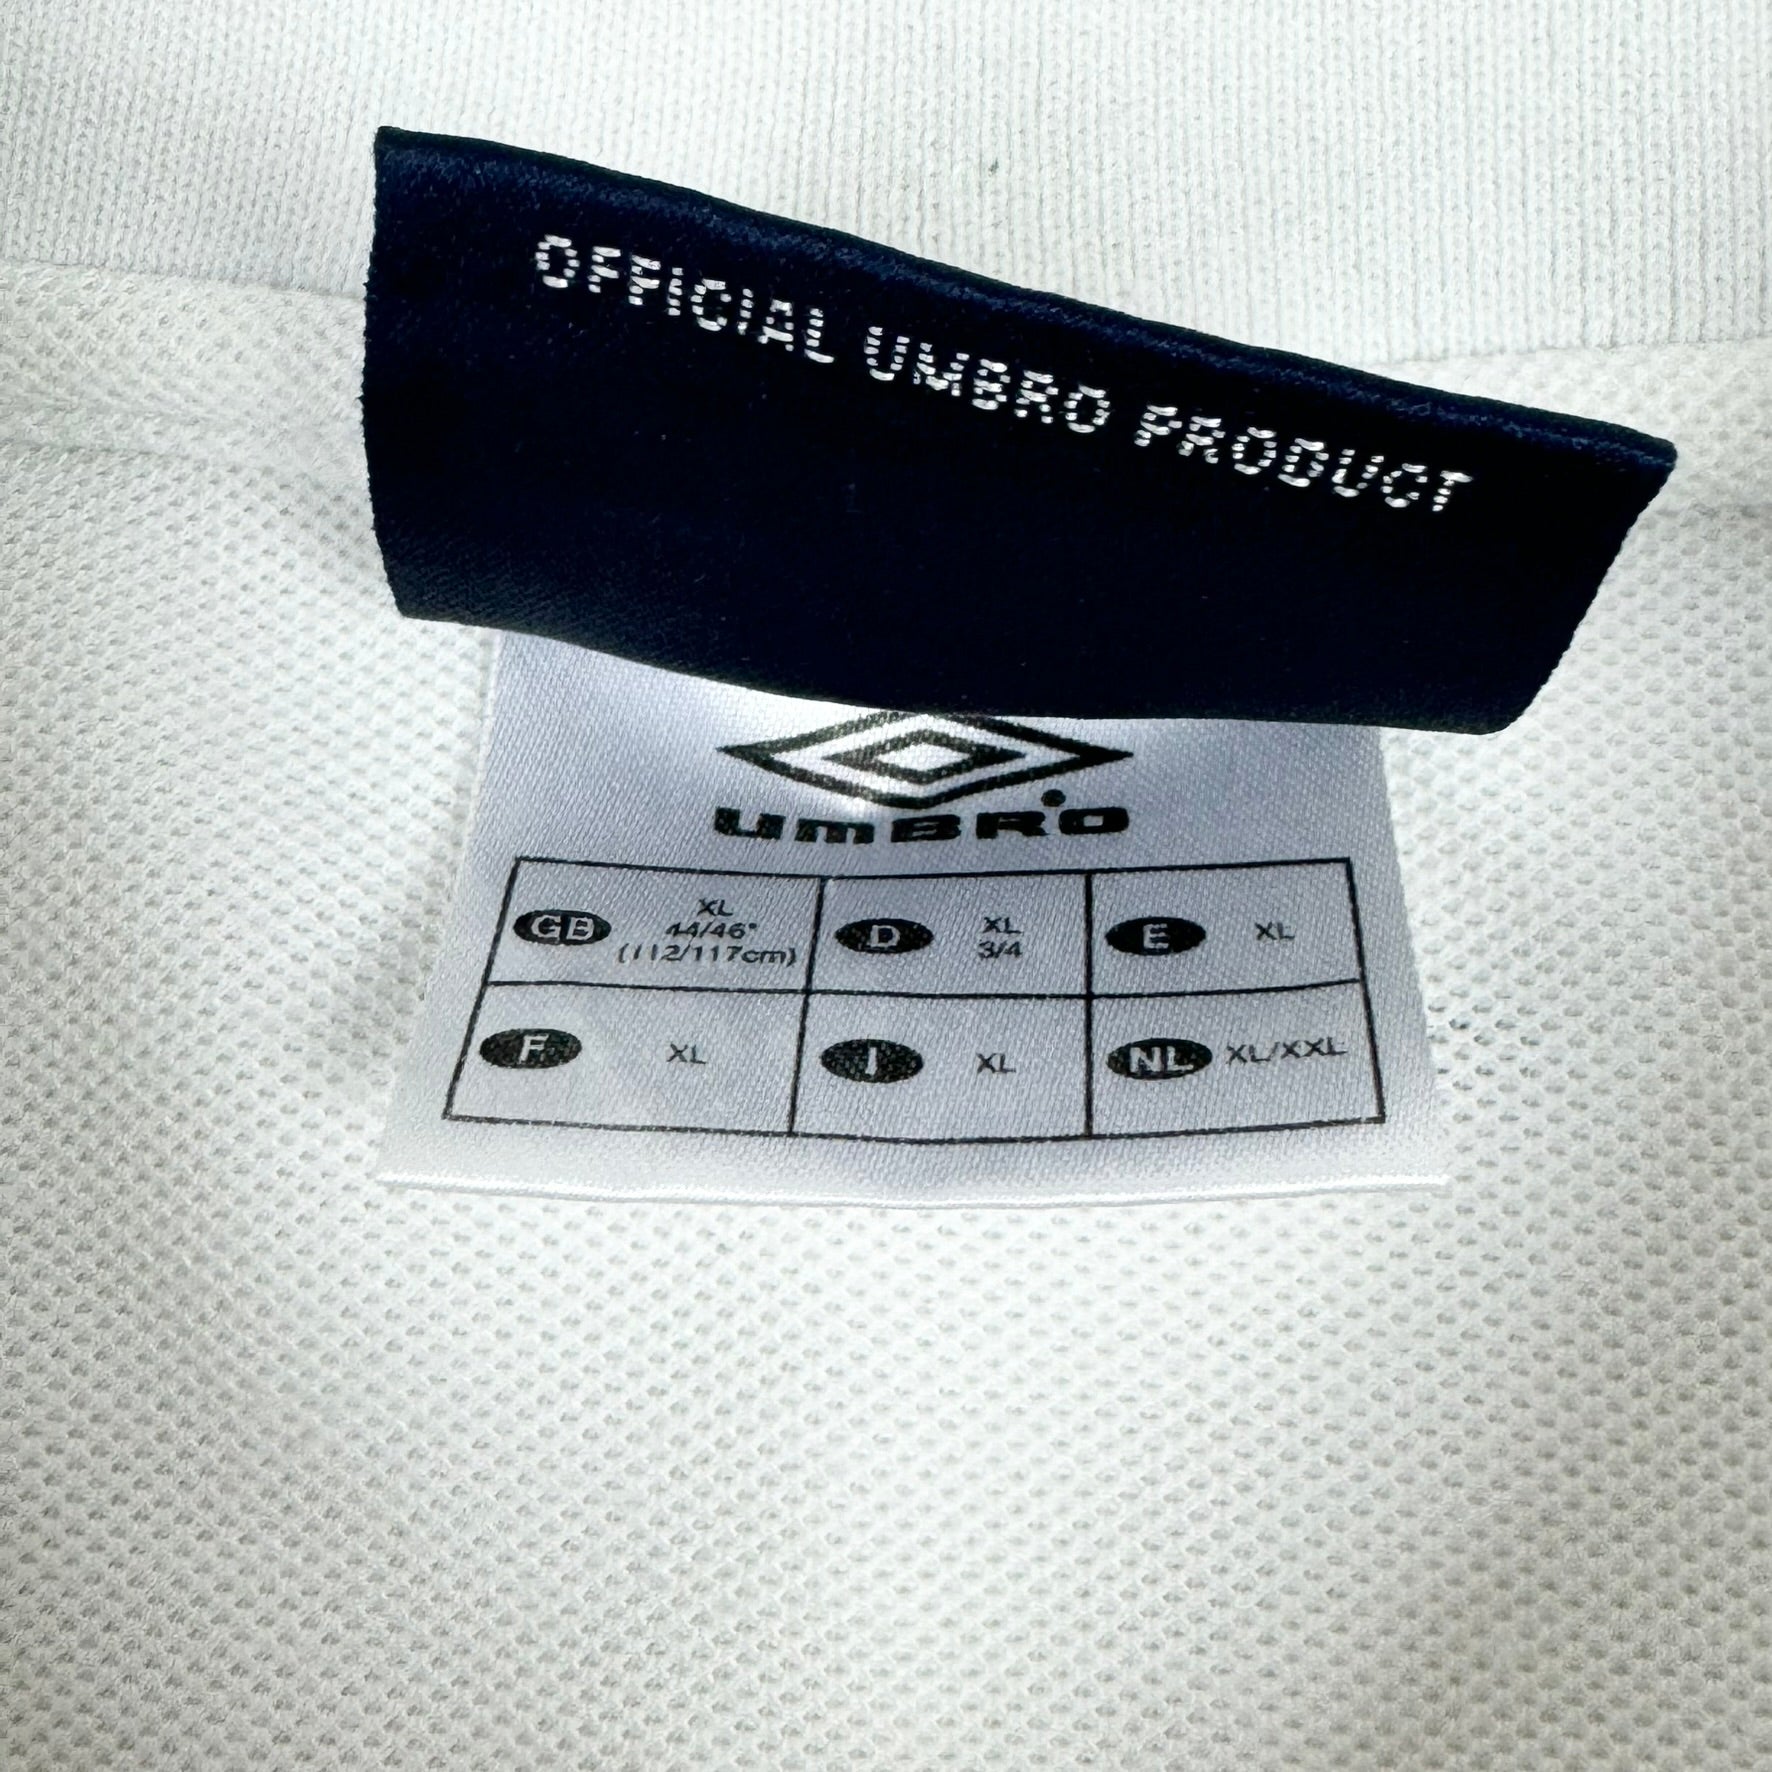 OFFICIAL UMBRO PRODUCT
umBRO
GB XL 44/46" (112/117cm)
D XL 3/4
E XL
F XL
I XL
NL XL/XXL